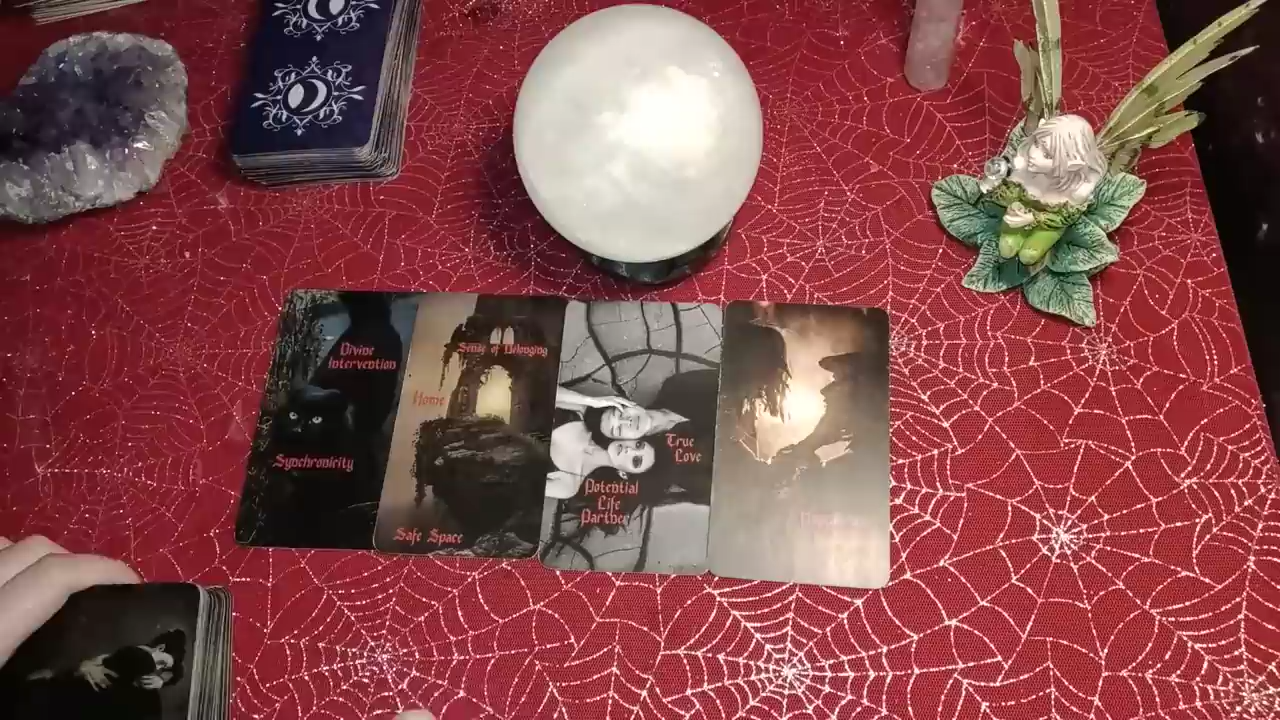 Divine
Intervention
Synchronicity
Sense of Belonging
Home
Safe Space
True
Love
Potential
Life
Partner